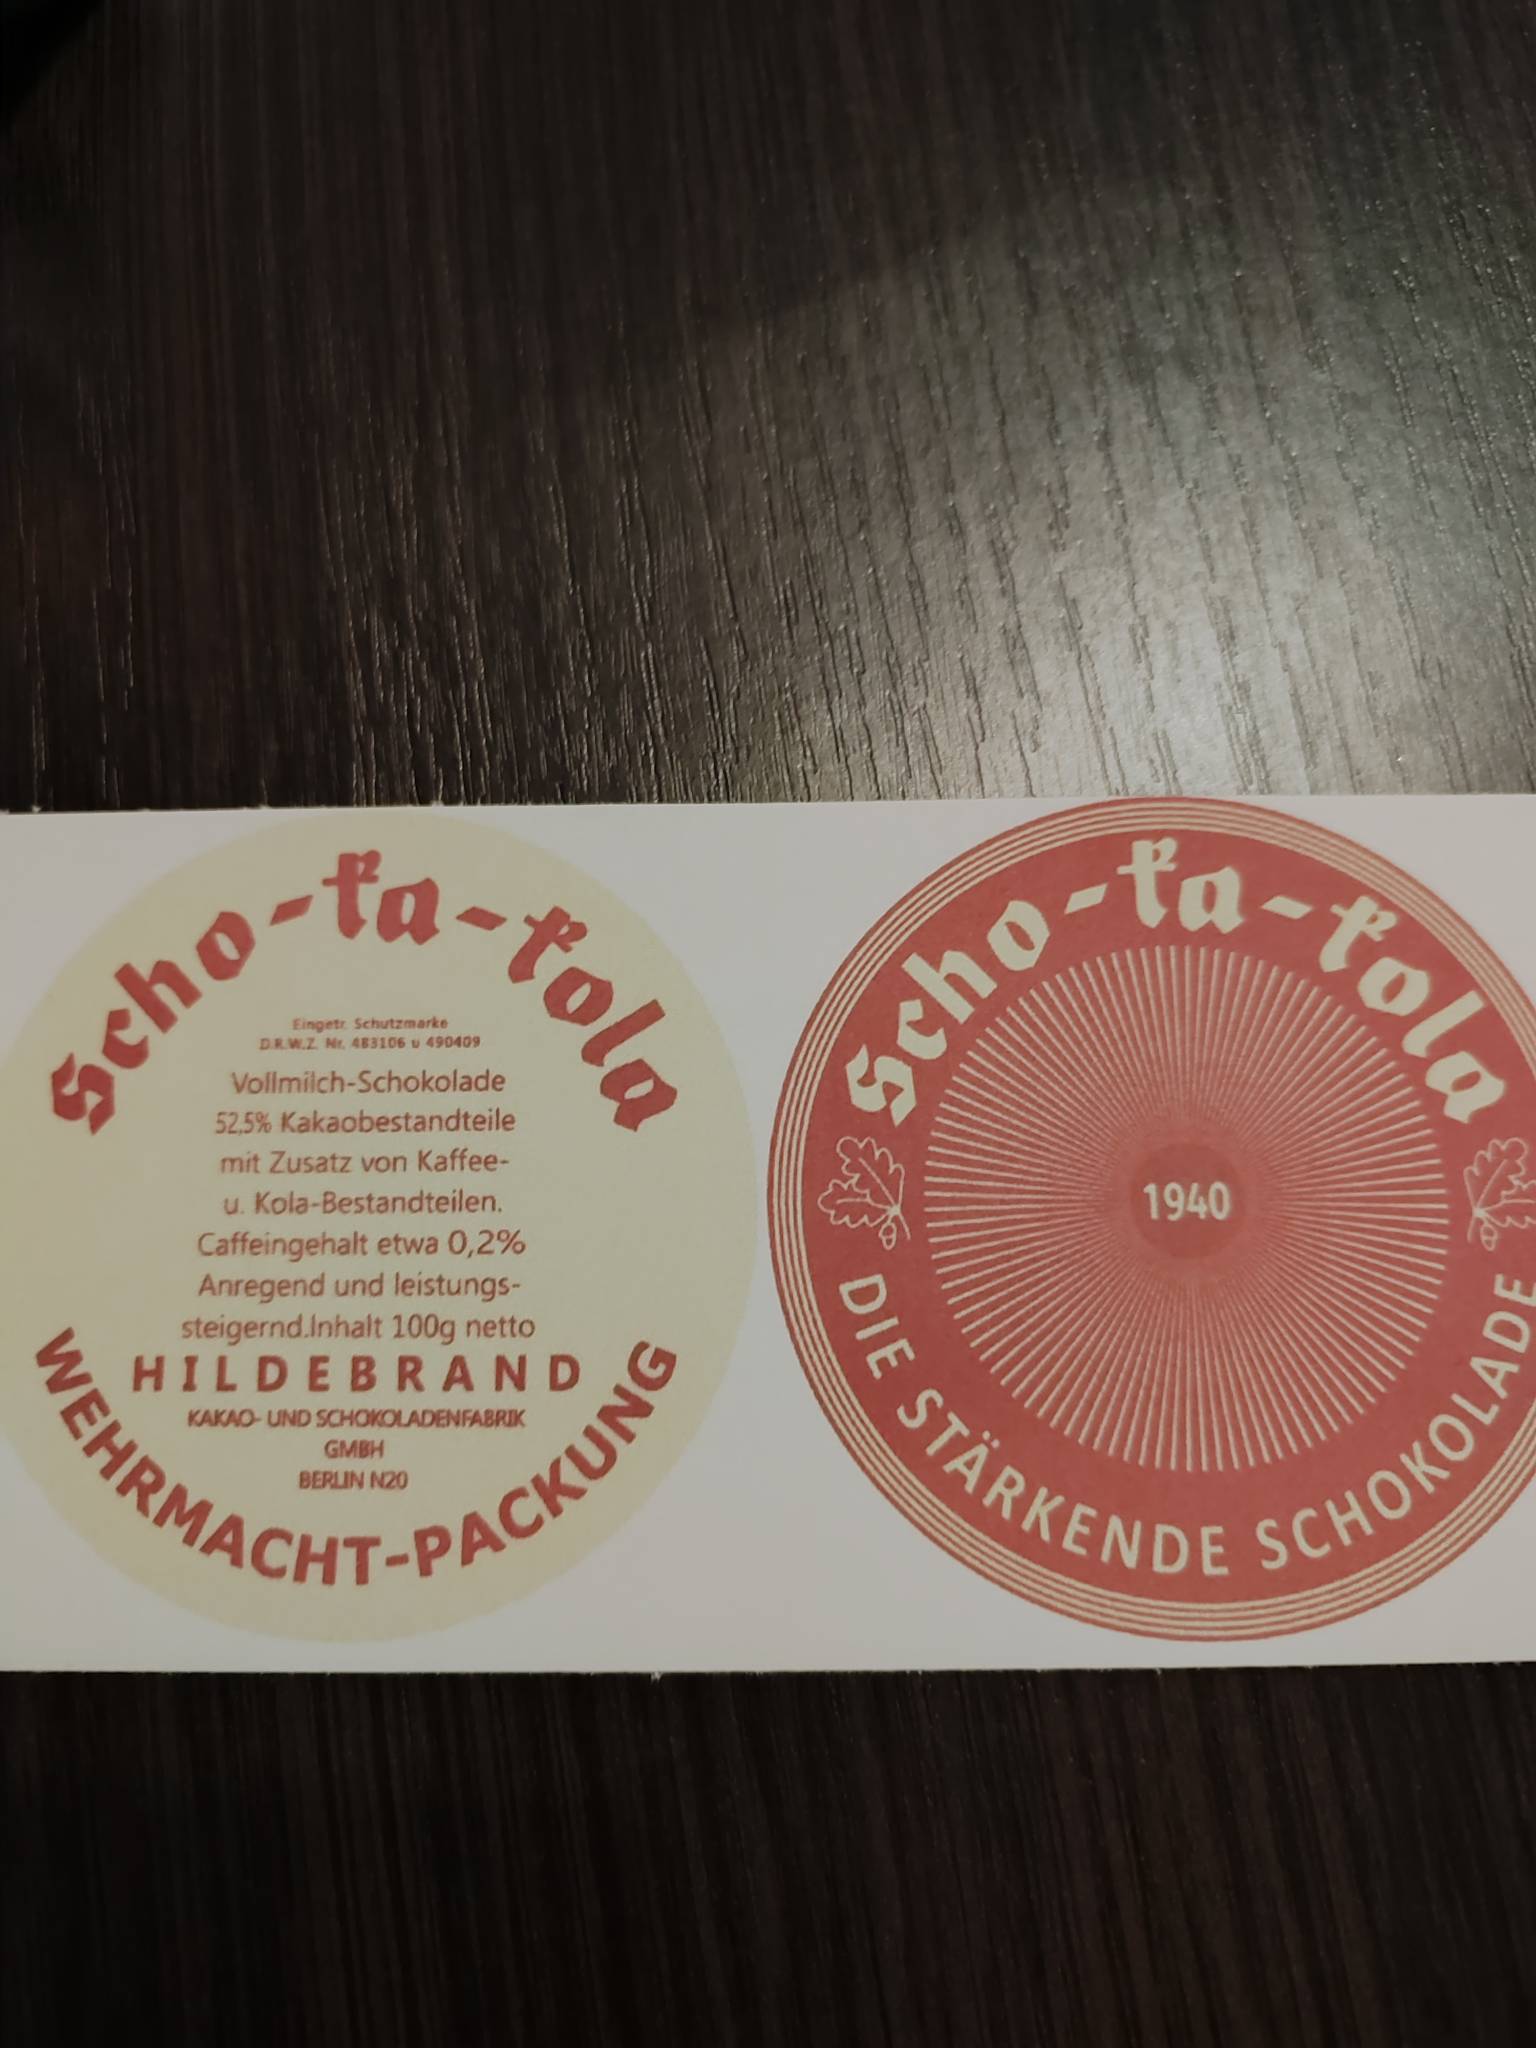 Scho-ka-kola
Eingetr. Schutzmarke
D.R.W.Z. Nr. 483106 u 490409
Vollmilch-Schokolade
52,5% Kakaobestandteile
mit Zusatz von Kaffee-
u. Kola-Bestandteilen.
Caffeingehalt etwa 0,2%
Anregend und leistungs-
steigernd.Inhalt 100g netto
HILDEBRAND
KAKAO- UND SCHOKOLADENFABRIK
GMBH
BERLIN N20
WEHRMACHT-PACKUNG
Scho-ka-kola
1940
DIE STÄRKENDE SCHOKOLADE